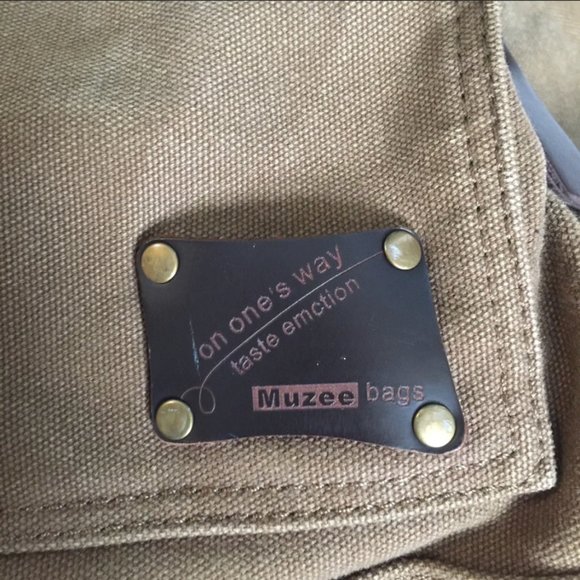 on one's way
taste emction
Muzee bags